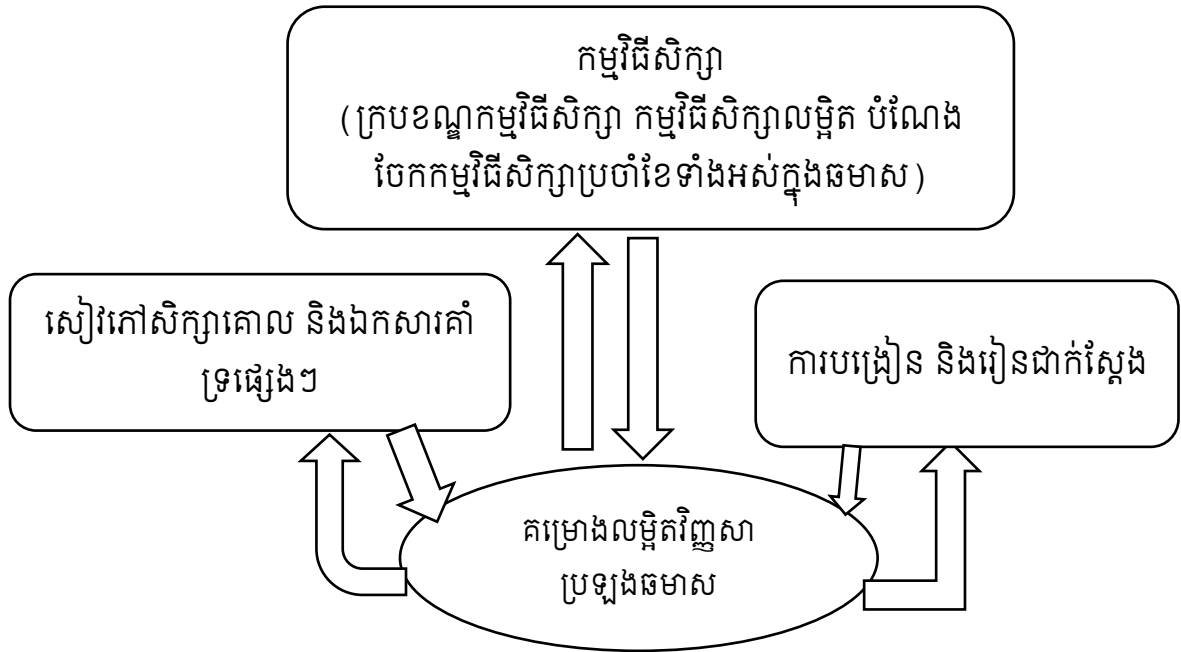 កម្មវិធីសិក្សា
(ក្របខណ្ឌកម្មវិធីសិក្សា កម្មវិធីសិក្សាលម្អិត បំណែង
ចែកកម្មវិធីសិក្សាប្រចាំខែទាំងអស់ក្នុងឆមាស)
សៀវភៅសិក្សាគោល និងឯកសារគាំ
ទ្រផ្សេងៗ
ការបង្រៀន និងរៀនជាក់ស្តែង
គម្រោងលម្អិតវិញ្ញសា
ប្រឡងឆមាស